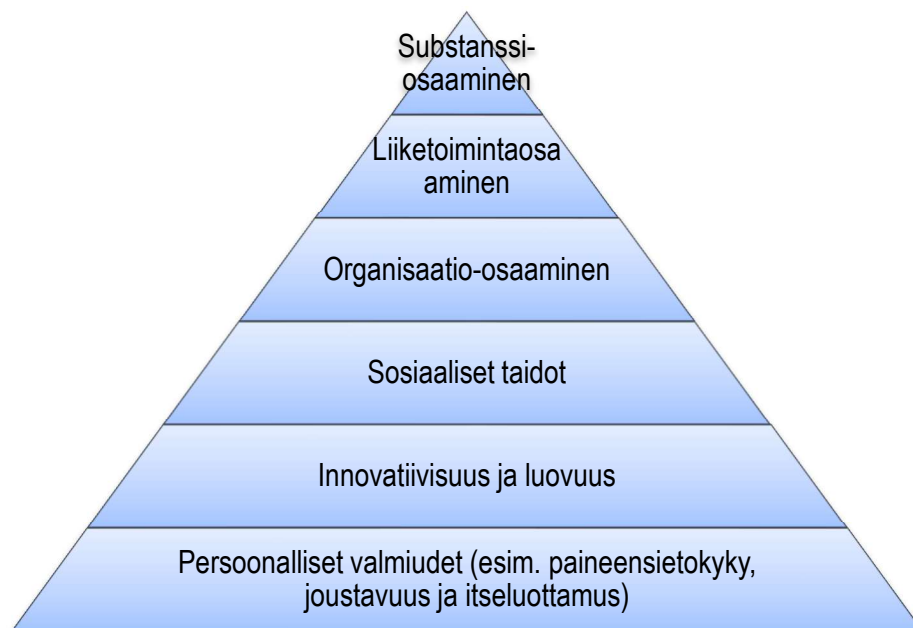 Substanssi-
osaaminen
Liiketoimintaosa
aminen
Organisaatio-osaaminen
Sosiaaliset taidot
Innovatiivisuus ja luovuus
Persoonalliset valmiudet (esim. paineensietokyky,
joustavuus ja itseluottamus)